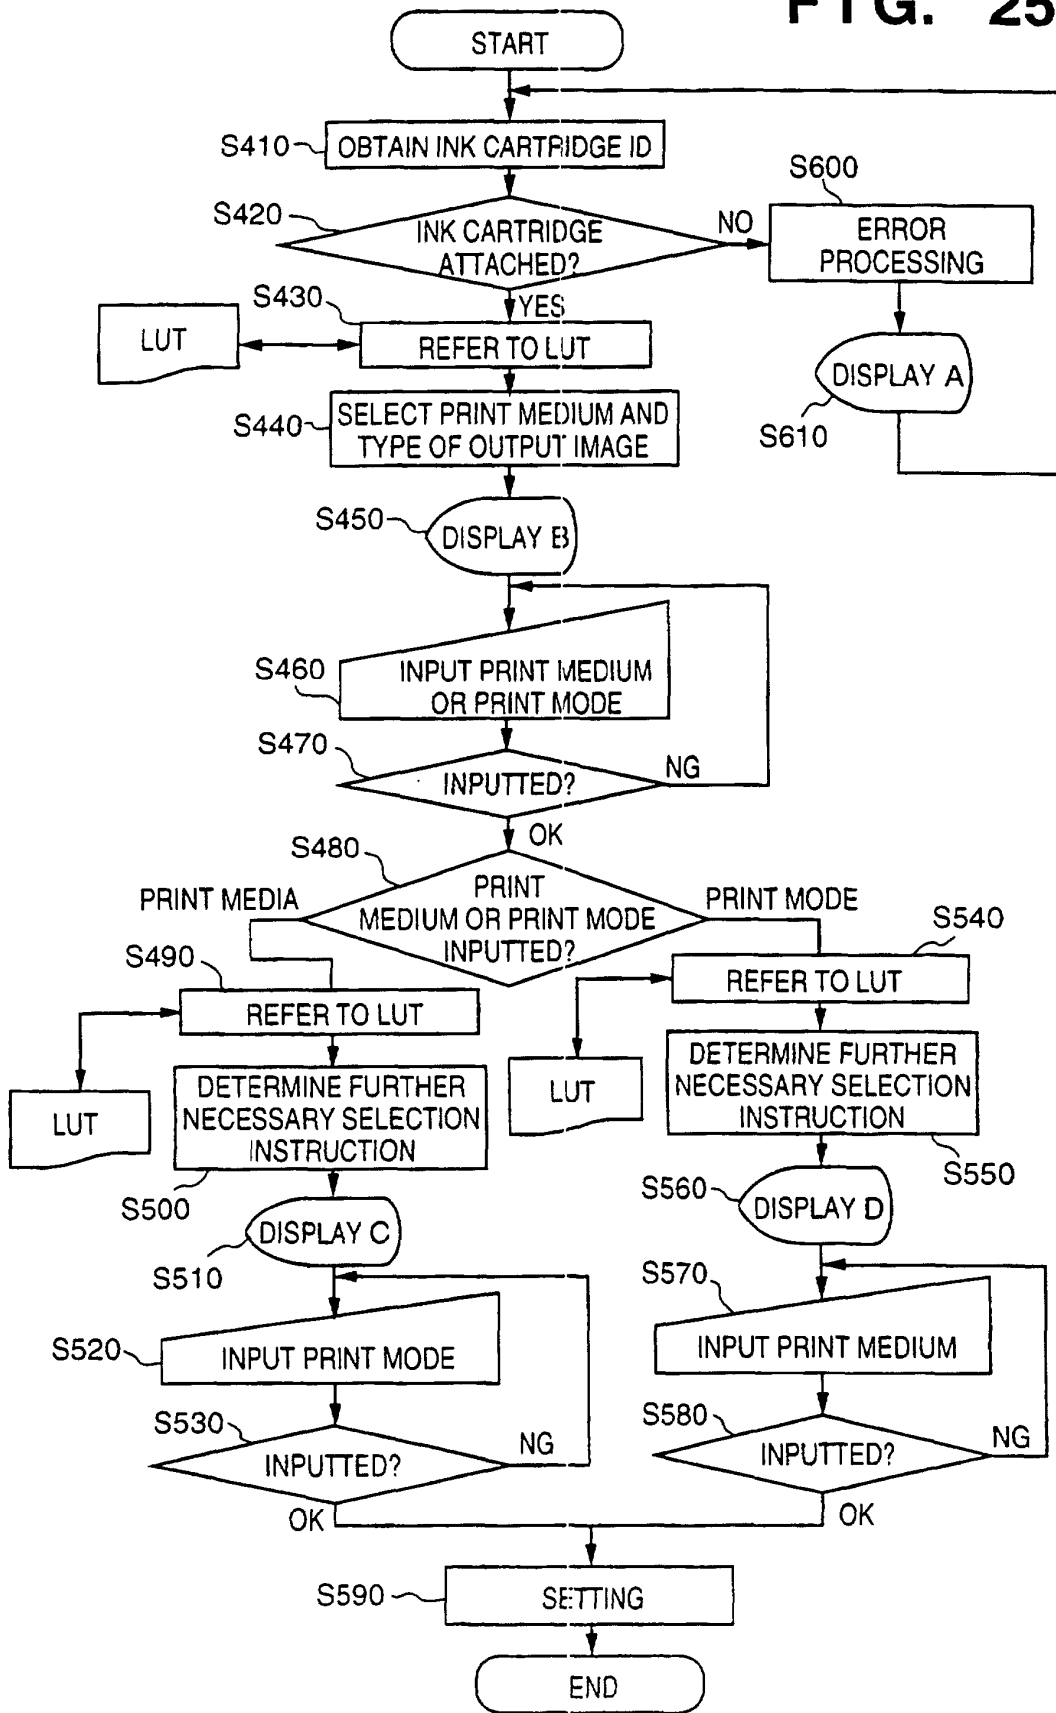 FIG. 25
START
S410
OBTAIN INK CARTRIDGE ID
S600
S420
INK CARTRIDGE
ATTACHED?
NO
ERROR
PROCESSING
S430
YES
LUT
REFER TO LUT
DISPLAY A
S610
S440
SELECT PRINT MEDIUM AND
TYPE OF OUTPUT IMAGE
S450
DISPLAY B
S460
INPUT PRINT MEDIUM
OR PRINT MODE
S470
INPUTTED?
NG
OK
S480
PRINT MEDIA
PRINT
MEDIUM OR PRINT MODE
INPUTTED?
PRINT MODE
S490
REFER TO LUT
LUT
DETERMINE FURTHER
NECESSARY SELECTION
INSTRUCTION
S500
DISPLAY C
S510
S520
INPUT PRINT MODE
S530
INPUTTED?
NG
OK
S540
REFER TO LUT
LUT
DETERMINE FURTHER
NECESSARY SELECTION
INSTRUCTION
S550
S560
DISPLAY D
S570
INPUT PRINT MEDIUM
S580
INPUTTED?
NG
OK
S590
SETTING
END